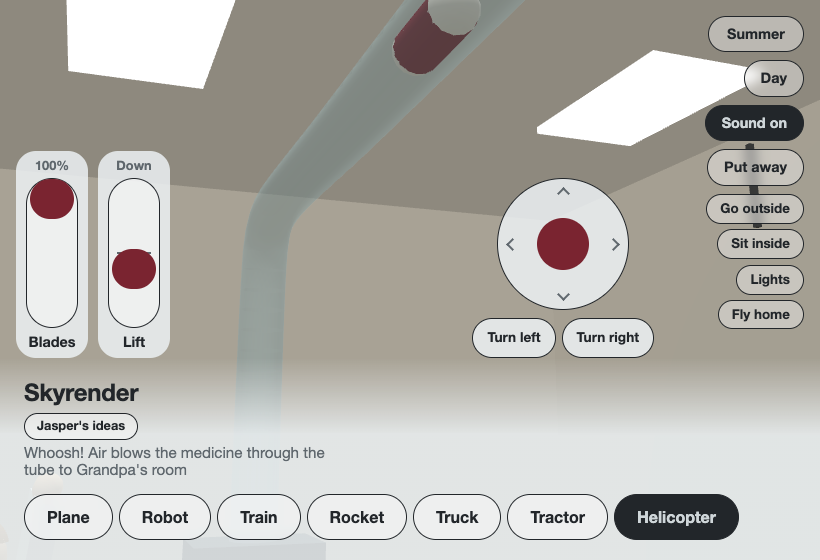 Summer
Day
Sound on
Put away
Go outside
Sit inside
Lights
Fly home
100%
Down
Blades
Lift
Turn left
Turn right
Skyrender
Jasper's ideas
Whoosh! Air blows the medicine through the
tube to Grandpa's room
Plane
Robot
Train
Rocket
Truck
Tractor
Helicopter